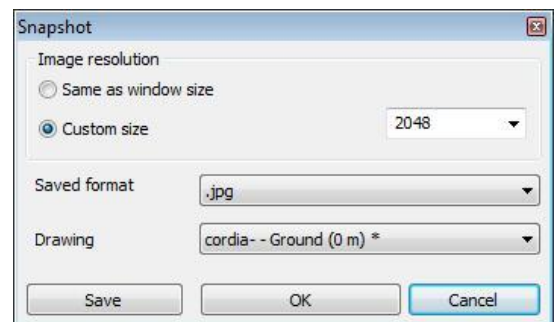 Snapshot
Image resolution
Same as window size
Custom size 2048
Saved format .jpg
Drawing cordia- - Ground (0 m) *
Save OK Cancel